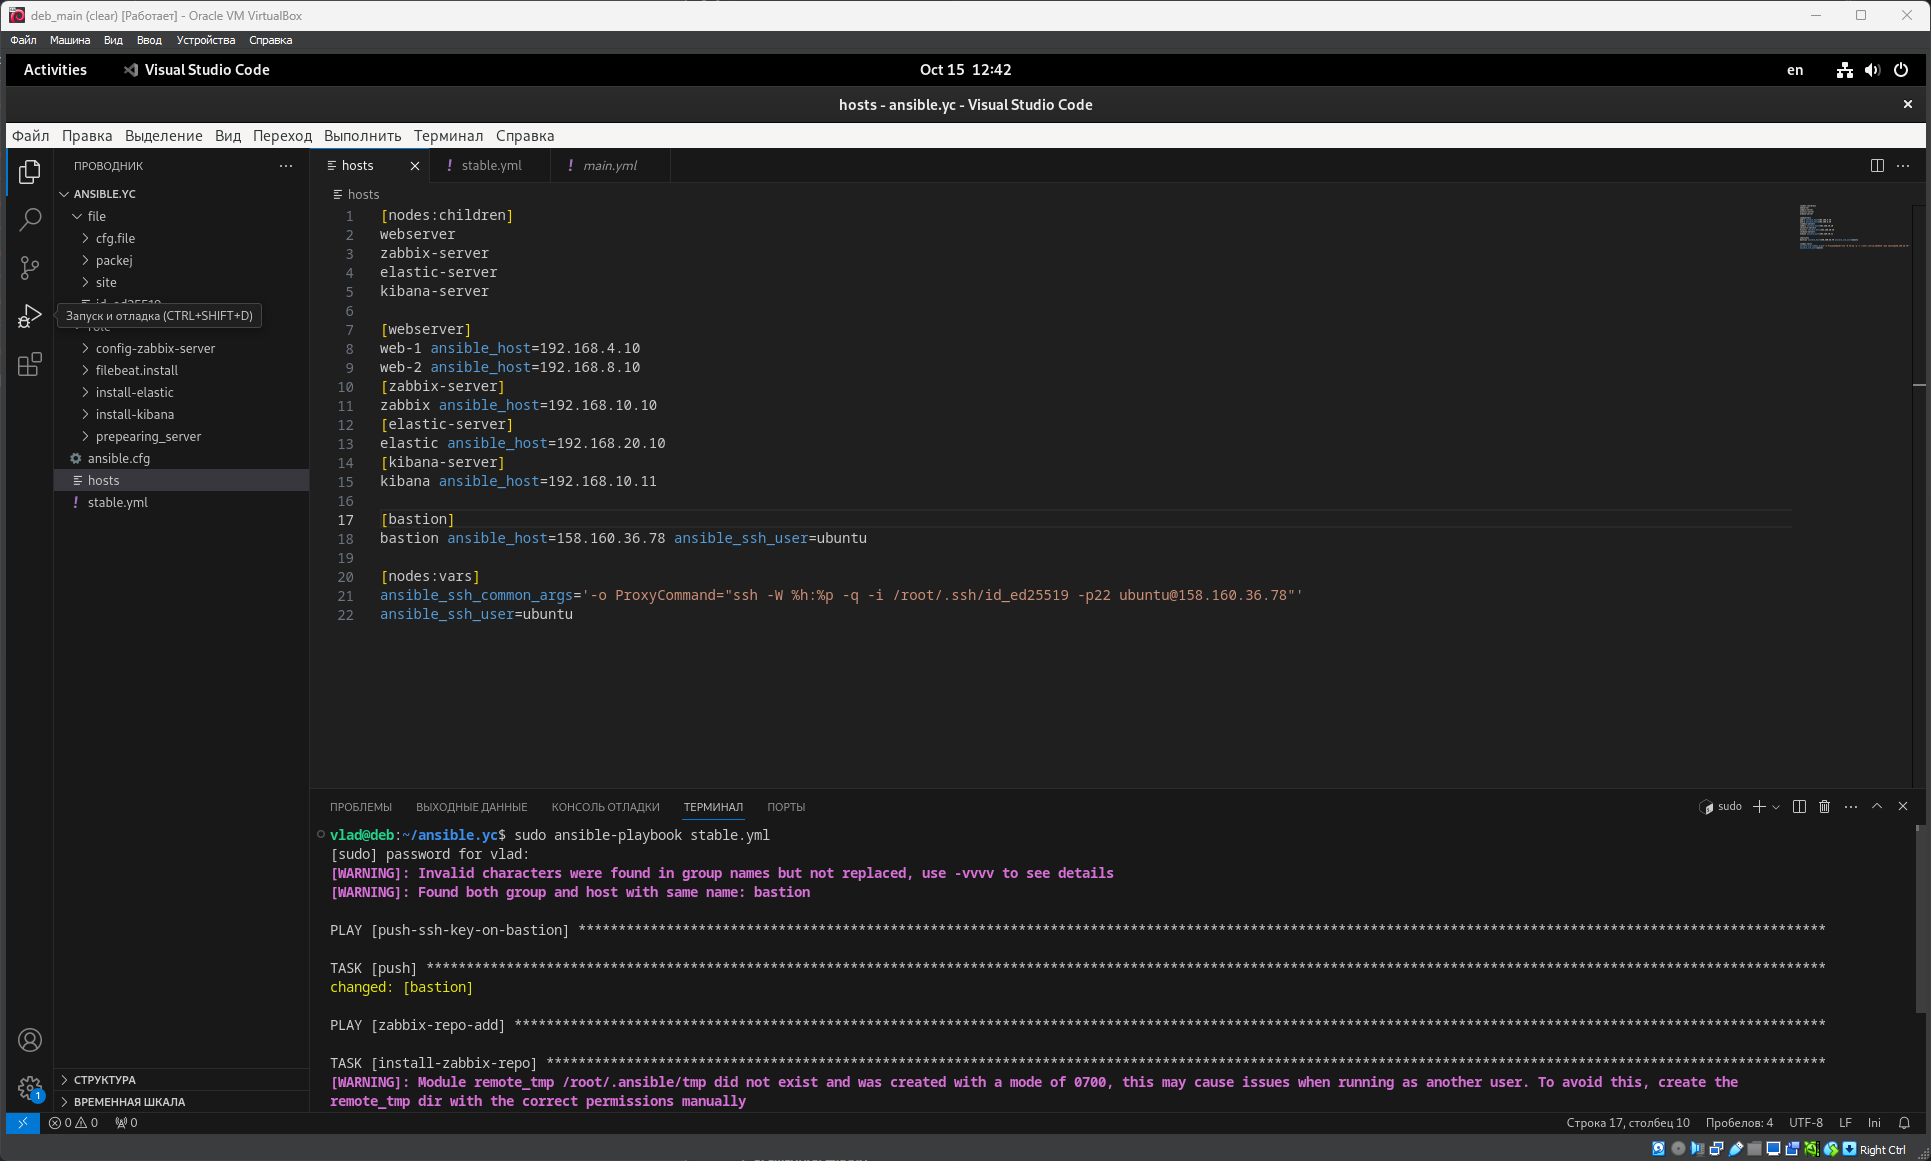 deb_main (clear) [Работает] - Oracle VM VirtualBox
Файл Машина Вид Ввод Устройства Справка
Activities Visual Studio Code Oct 15 12:42 en
hosts - ansible.yc - Visual Studio Code
Файл Правка Выделение Вид Переход Выполнить Терминал Справка
ПРОВОДНИК
ANSIBLE.YC
file
cfg.file
packej
site
id_ed25519
Запуск и отладка (CTRL+SHIFT+D)
config-zabbix-server
filebeat.install
install-elastic
install-kibana
prepearing_server
ansible.cfg
hosts
stable.yml
СТРУКТУРА
ВРЕМЕННАЯ ШКАЛА
hosts ! stable.yml ! main.yml
hosts
1 [nodes:children]
2 webserver
3 zabbix-server
4 elastic-server
5 kibana-server
6
7 [webserver]
8 web-1 ansible_host=192.168.4.10
9 web-2 ansible_host=192.168.8.10
10 [zabbix-server]
11 zabbix ansible_host=192.168.10.10
12 [elastic-server]
13 elastic ansible_host=192.168.20.10
14 [kibana-server]
15 kibana ansible_host=192.168.10.11
16
17 [bastion]
18 bastion ansible_host=158.160.36.78 ansible_ssh_user=ubuntu
19
20 [nodes:vars]
21 ansible_ssh_common_args='-o ProxyCommand="ssh -W %h:%p -q -i /root/.ssh/id_ed25519 -p22 ubuntu@158.160.36.78"'
22 ansible_ssh_user=ubuntu
ПРОБЛЕМЫ ВЫХОДНЫЕ ДАННЫЕ КОНСОЛЬ ОТЛАДКИ ТЕРМИНАЛ ПОРТЫ sudo
vlad@deb:~/ansible.yc$ sudo ansible-playbook stable.yml
[sudo] password for vlad:
[WARNING]: Invalid characters were found in group names but not replaced, use -vvvv to see details
[WARNING]: Found both group and host with same name: bastion
PLAY [push-ssh-key-on-bastion] ************************************************************
TASK [push] ************************************************************
changed: [bastion]
PLAY [zabbix-repo-add] ************************************************************
TASK [install-zabbix-repo] ************************************************************
[WARNING]: Module remote_tmp /root/.ansible/tmp did not exist and was created with a mode of 0700, this may cause issues when running as another user. To avoid this, create the
remote_tmp dir with the correct permissions manually
1
0 0 0 Строка 17, столбец 10 Пробелов: 4 UTF-8 LF Ini
Right Ctrl